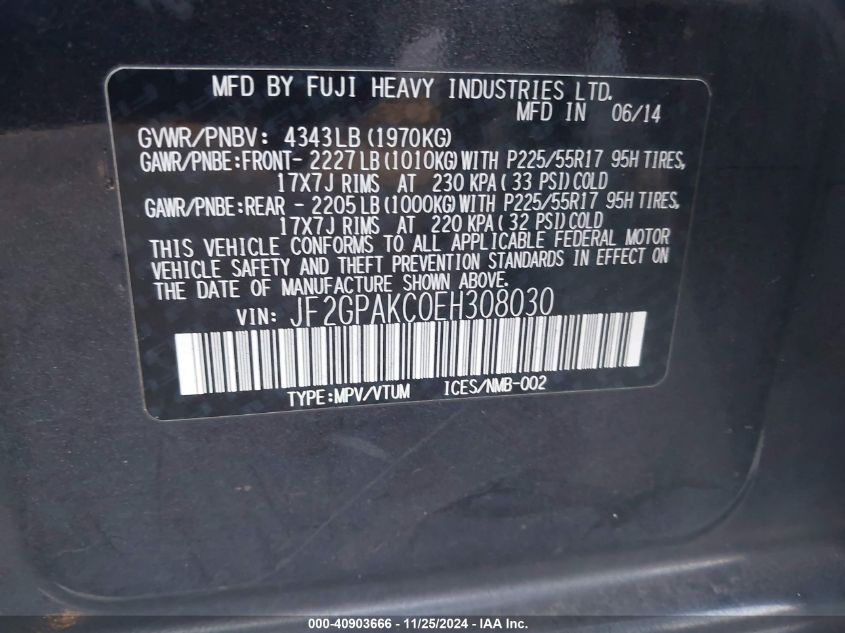 MFD BY FUJI HEAVY INDUSTRIES LTD.
MFD IN 06/14
GVWR/PNBV: 4343LB (1970KG)
GAWR/PNBE:FRONT- 2227LB (1010KG) WITH P225/55R17 95H TIRES,
17X7J RIMS AT 230 KPA ( 33 PSI) COLD
GAWR/PNBE:REAR - 2205LB (1000KG) WITH P225/55R17 95H TIRES,
17X7J RIMS AT 220 KPA ( 32 PSI) COLD
THIS VEHICLE CONFORMS TO ALL APPLICABLE FEDERAL MOTOR
VEHICLE SAFETY AND THEFT PREVENTION STANDARDS IN EFFECT ON
THE DATE OF MANUFACTURE SHOWN ABOVE.
VIN: JF2GPAKC0EH308030
TYPE:MPV/VTUM ICES/NMB-002
000-40903666 - 11/25/2024 - IAA Inc.